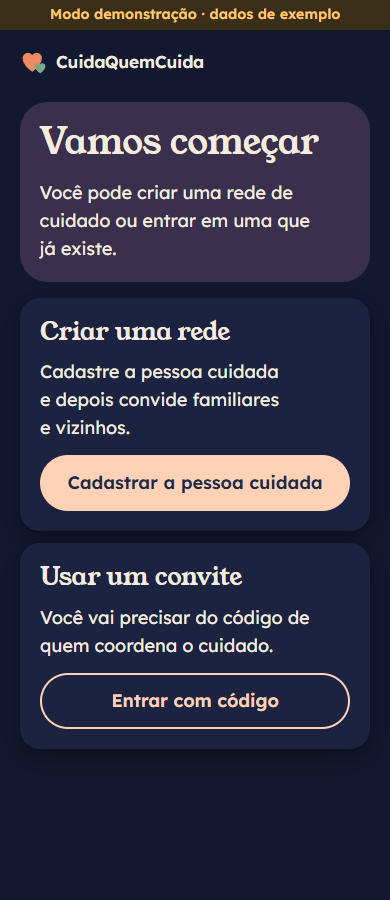 Modo demonstração · dados de exemplo
CuidaQuemCuida
Vamos começar
Você pode criar uma rede de
cuidado ou entrar em uma que
já existe.
Criar uma rede
Cadastre a pessoa cuidada
e depois convide familiares
e vizinhos.
Cadastrar a pessoa cuidada
Usar um convite
Você vai precisar do código de
quem coordena o cuidado.
Entrar com código